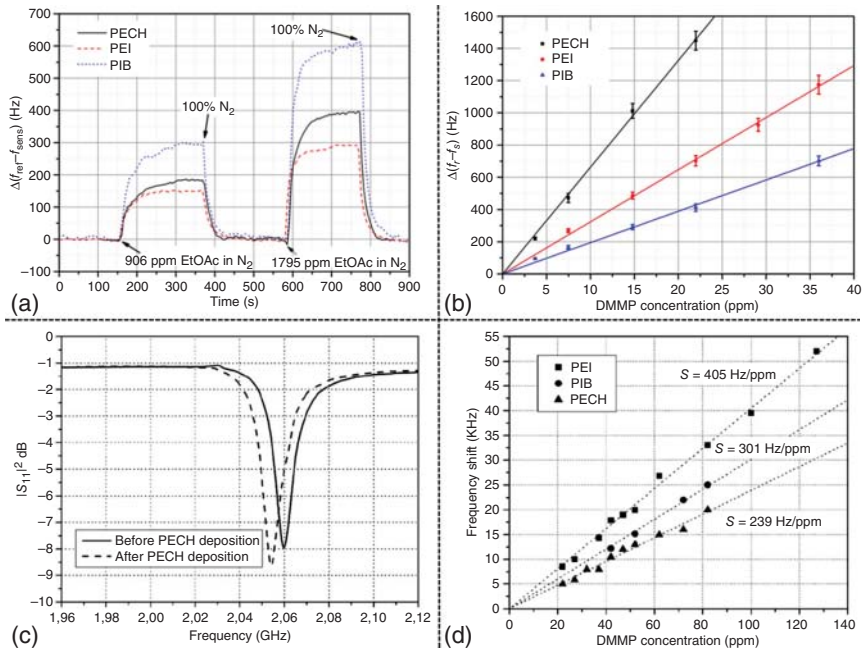 700
600
500
400
300
200
100
0
−100
0 100 200 300 400 500 600 700 800 900
Δ(f_ref–f_sens) (Hz)
Time (s)
PECH
PEI
PIB
100% N₂
100% N₂
906 ppm EtOAc in N₂
1795 ppm EtOAc in N₂
(a)
1600
1400
1200
1000
800
600
400
200
0
0 5 10 15 20 25 30 35 40
Δ(f_r–f_s) (Hz)
DMMP concentration (ppm)
PECH
PEI
PIB
(b)
0
−1
−2
−3
−4
−5
−6
−7
−8
−9
−10
1,96 1,98 2,00 2,02 2,04 2,06 2,08 2,10 2,12
|S₁₁|² dB
Frequency (GHz)
Before PECH deposition
After PECH deposition
(c)
55
50
45
40
35
30
25
20
15
10
5
0
0 20 40 60 80 100 120 140
Frequency shift (KHz)
DMMP concentration (ppm)
PEI
PIB
PECH
S = 405 Hz/ppm
S = 301 Hz/ppm
S = 239 Hz/ppm
(d)